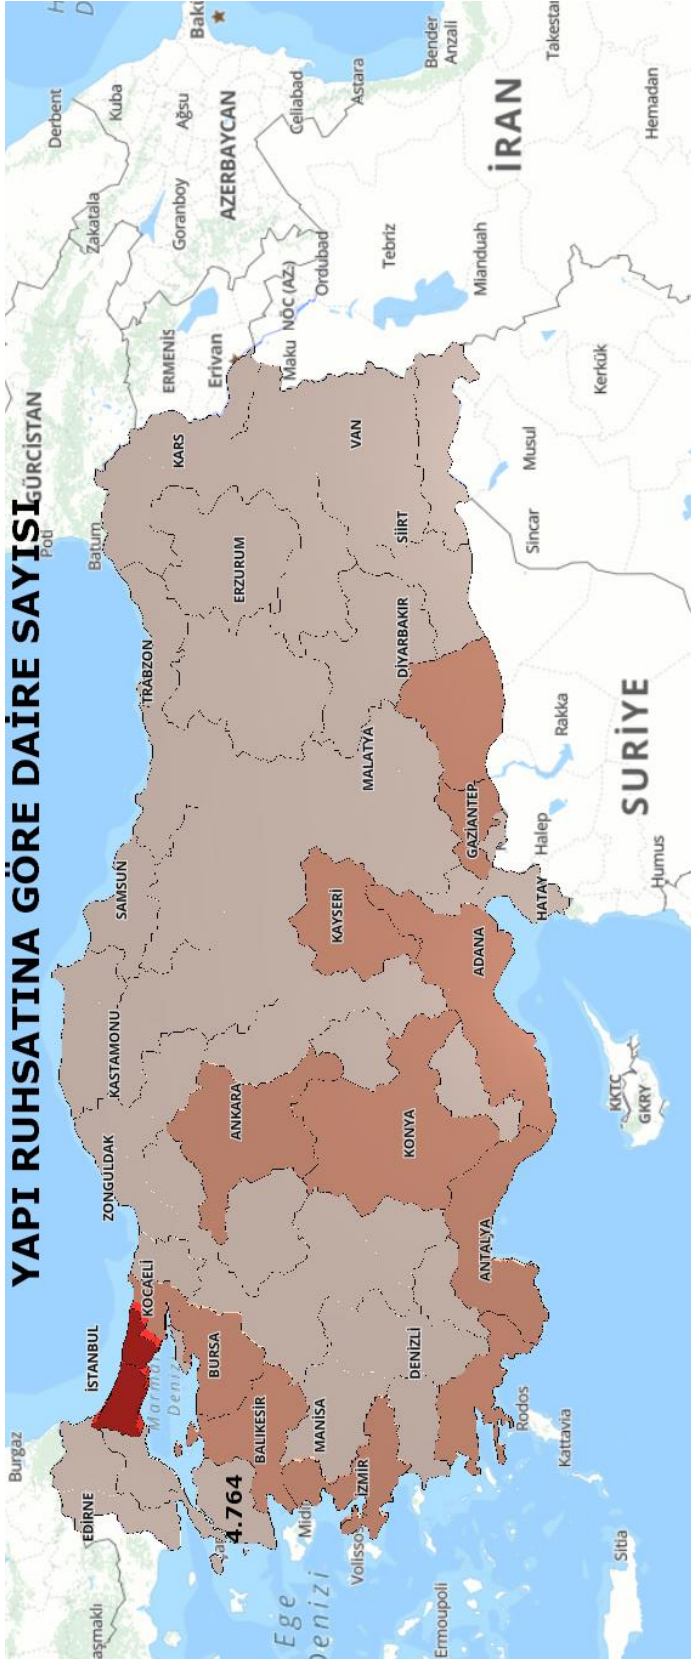 YAPI RUHSATINA GÖRE DAİRE SAYISI
Burgaz
EDİRNE
İSTANBUL
KOCAELİ
ZONGULDAK
KASTAMONU
SAMSUN
TRABZON
Batum
Poti
GÜRCİSTAN
Zakatala
Derbent
Kuba
Bakü
KARS
ERMENİS
Goranboy
Ağsu
AZERBAYCAN
Erivan
Maku
NÖC (AZ.)
Ordubad
Celiabad
Astara
Bender
Anzali
Takestan
Marmara
Denizi
BURSA
BALIKESİR
MANİSA
4.764
ANKARA
ERZURUM
KAYSERİ
MALATYA
DİYARBAKIR
SİİRT
VAN
Tebriz
Mianduah
İRAN
Hemadan
Volissos
İZMİR
DENİZLİ
KONYA
ANTALYA
ADANA
GAZİANTEP
HATAY
Halep
Rakka
Sincar
Musul
Kerkük
SURİYE
Humus
Ege
Denizi
Rodos
Kattavia
Ermoupoli
Sitia
KKTC
GKRY
aşmaklı